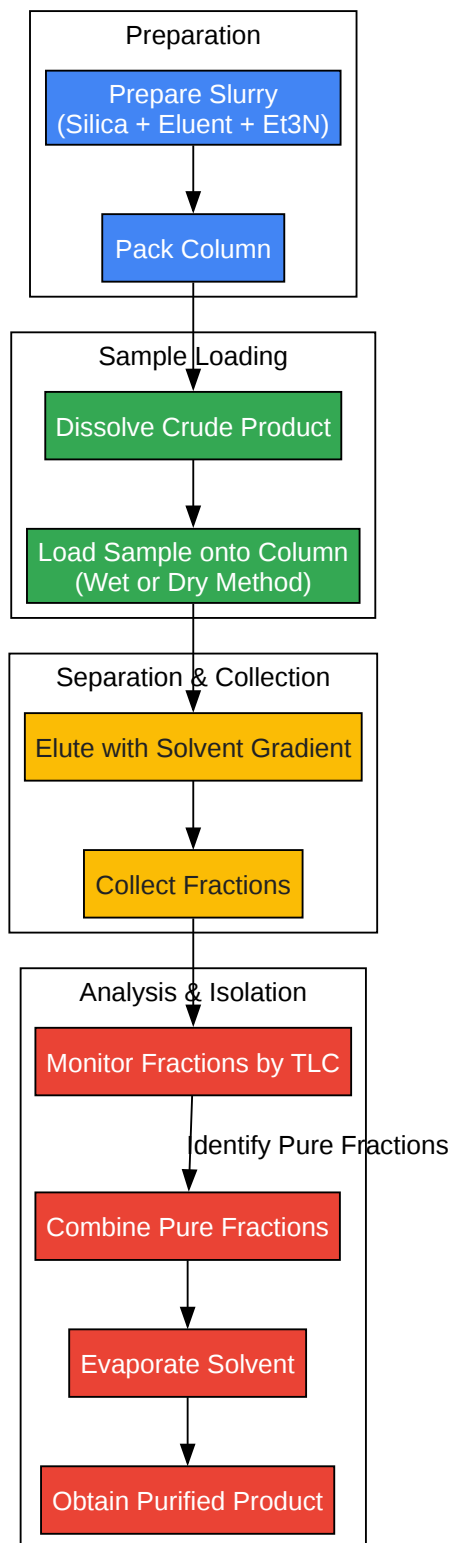 Preparation
Prepare Slurry
(Silica + Eluent + Et3N)
Pack Column
Sample Loading
Dissolve Crude Product
Load Sample onto Column
(Wet or Dry Method)
Separation & Collection
Elute with Solvent Gradient
Collect Fractions
Analysis & Isolation
Monitor Fractions by TLC
Identify Pure Fractions
Combine Pure Fractions
Evaporate Solvent
Obtain Purified Product